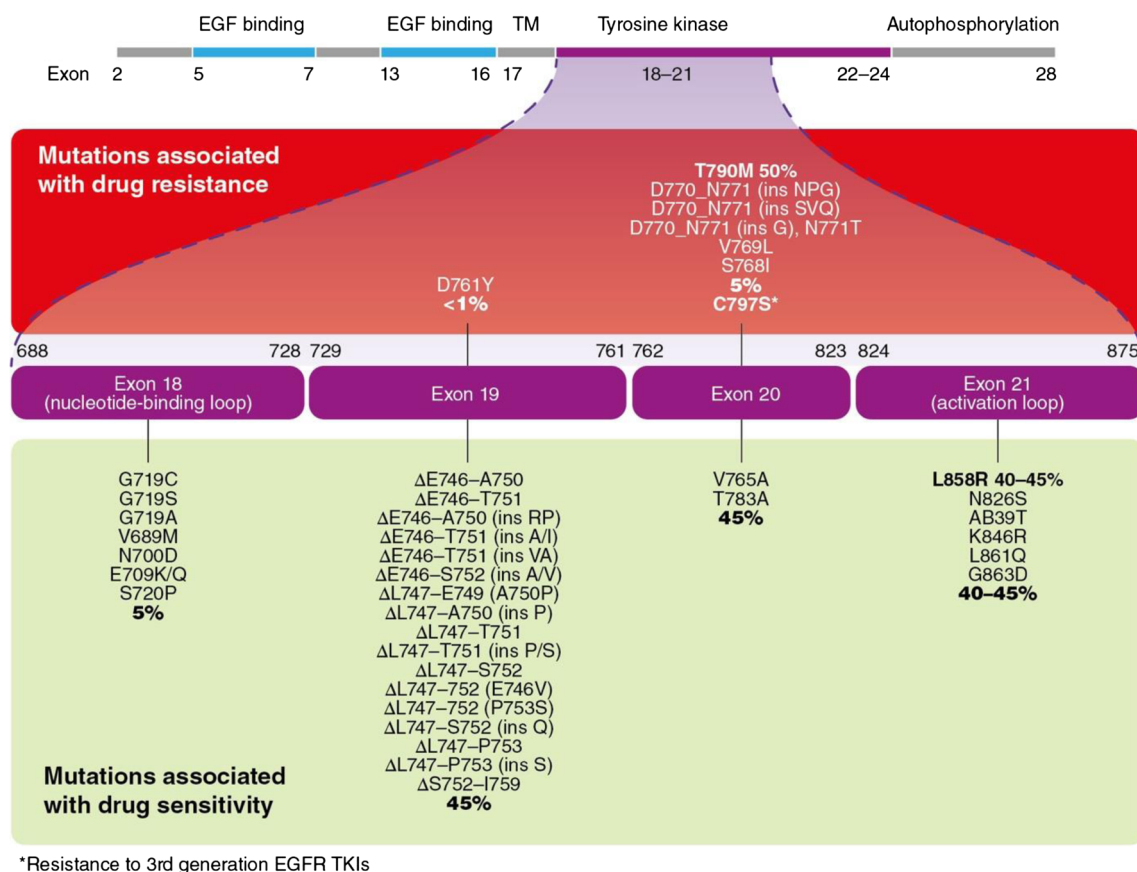 EGF binding EGF binding TM Tyrosine kinase Autophosphorylation
Exon 2 5 7 13 16 17 18–21 22–24 28
Mutations associated
with drug resistance
T790M 50%
D770_N771 (ins NPG)
D770_N771 (ins SVQ)
D770_N771 (ins G), N771T
V769L
S768I
5%
C797S*
D761Y
<1%
688 728 729 761 762 823 824 875
Exon 18
(nucleotide-binding loop)
Exon 19
Exon 20
Exon 21
(activation loop)
G719C
G719S
G719A
V689M
N700D
E709K/Q
S720P
5%
ΔE746–A750
ΔE746–T751
ΔE746–A750 (ins RP)
ΔE746–T751 (ins A/I)
ΔE746–T751 (ins VA)
ΔE746–S752 (ins A/V)
ΔL747–E749 (A750P)
ΔL747–A750 (ins P)
ΔL747–T751
ΔL747–T751 (ins P/S)
ΔL747–S752
ΔL747–752 (E746V)
ΔL747–752 (P753S)
ΔL747–S752 (ins Q)
ΔL747–P753
ΔL747–P753 (ins S)
ΔS752–I759
45%
V765A
T783A
45%
L858R 40–45%
N826S
AB39T
K846R
L861Q
G863D
40–45%
Mutations associated
with drug sensitivity
*Resistance to 3rd generation EGFR TKIs